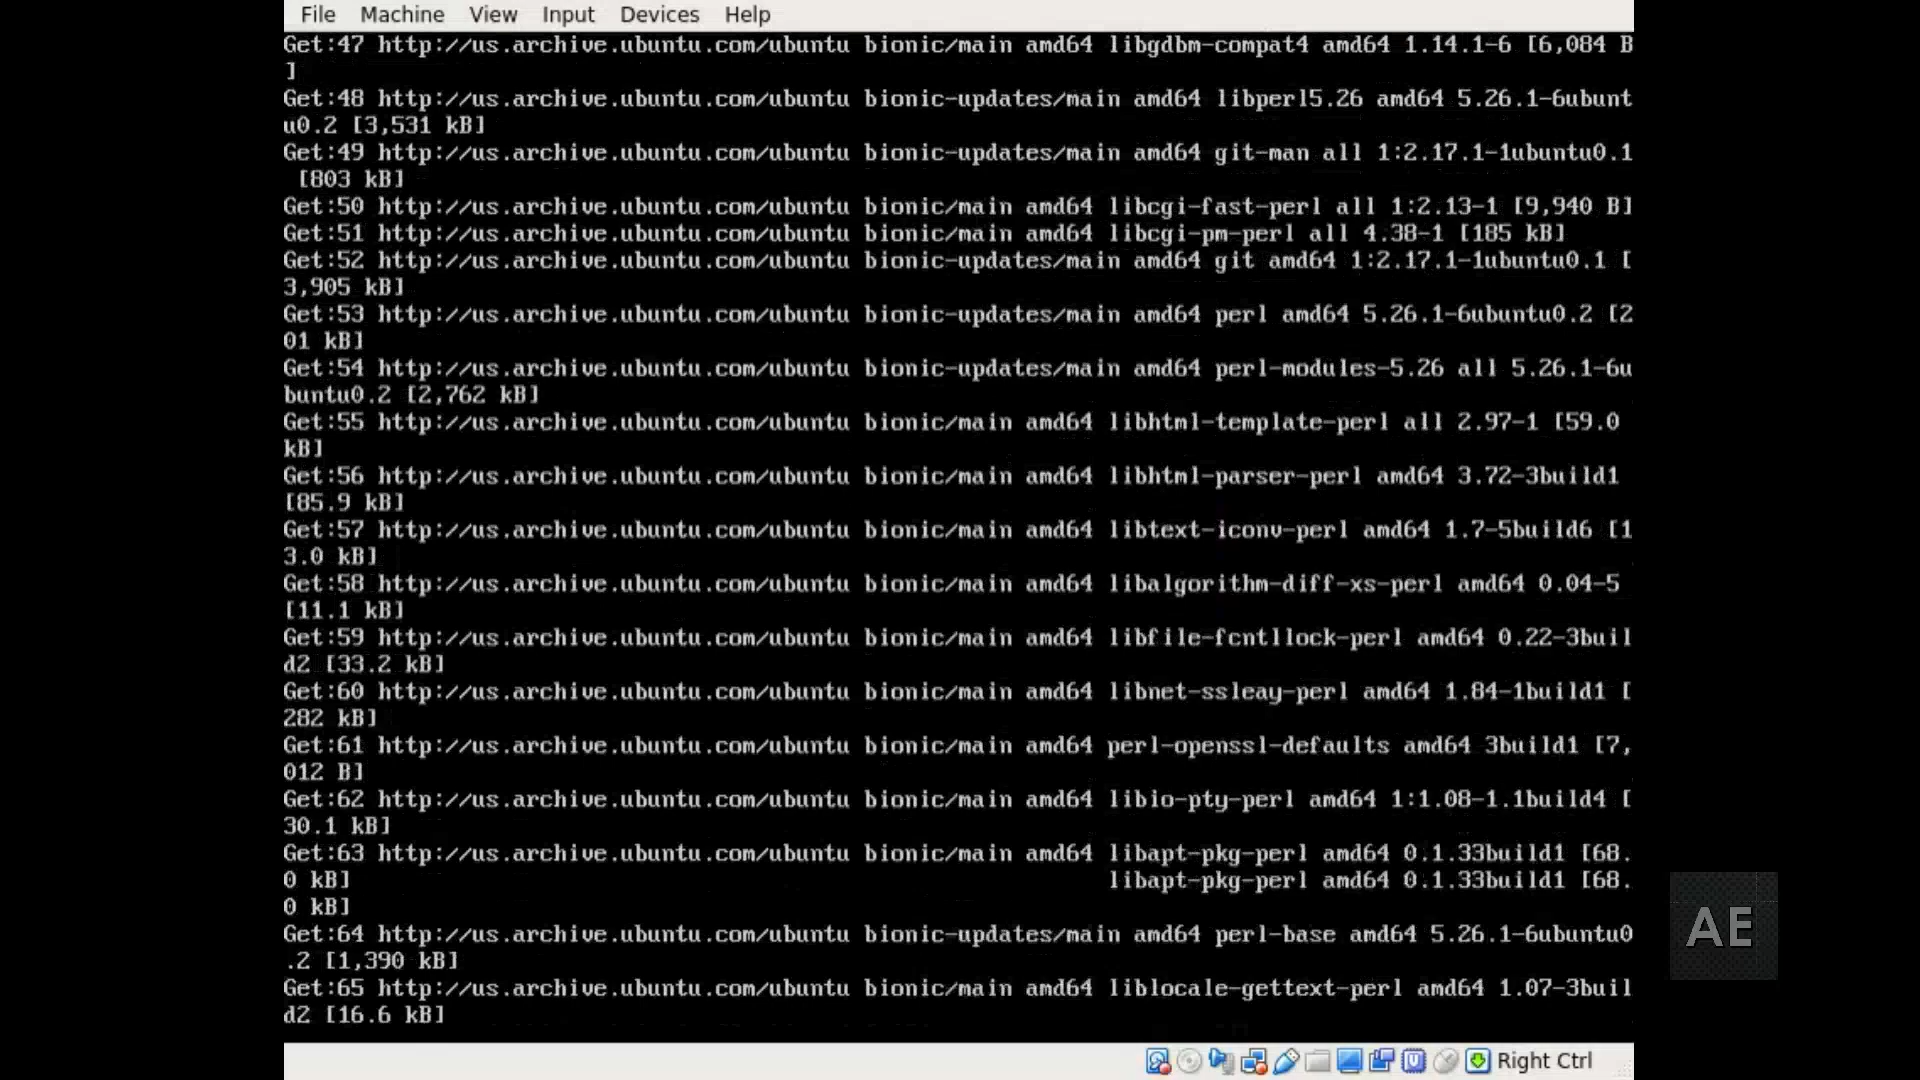 File Machine View Input Devices Help
Get:47 http://us.archive.ubuntu.com/ubuntu bionic/main amd64 libgdbm-compat4 amd64 1.14.1-6 [6,084 B
]
Get:48 http://us.archive.ubuntu.com/ubuntu bionic-updates/main amd64 libperl5.26 amd64 5.26.1-6ubunt
u0.2 [3,531 kB]
Get:49 http://us.archive.ubuntu.com/ubuntu bionic-updates/main amd64 git-man all 1:2.17.1-1ubuntu0.1
 [803 kB]
Get:50 http://us.archive.ubuntu.com/ubuntu bionic/main amd64 libcgi-fast-perl all 1:2.13-1 [9,940 B]
Get:51 http://us.archive.ubuntu.com/ubuntu bionic/main amd64 libcgi-pm-perl all 4.38-1 [185 kB]
Get:52 http://us.archive.ubuntu.com/ubuntu bionic-updates/main amd64 git amd64 1:2.17.1-1ubuntu0.1 [
3,905 kB]
Get:53 http://us.archive.ubuntu.com/ubuntu bionic-updates/main amd64 perl amd64 5.26.1-6ubuntu0.2 [2
01 kB]
Get:54 http://us.archive.ubuntu.com/ubuntu bionic-updates/main amd64 perl-modules-5.26 all 5.26.1-6u
buntu0.2 [2,762 kB]
Get:55 http://us.archive.ubuntu.com/ubuntu bionic/main amd64 libhtml-template-perl all 2.97-1 [59.0
kB]
Get:56 http://us.archive.ubuntu.com/ubuntu bionic/main amd64 libhtml-parser-perl amd64 3.72-3build1
[85.9 kB]
Get:57 http://us.archive.ubuntu.com/ubuntu bionic/main amd64 libtext-iconv-perl amd64 1.7-5build6 [1
3.0 kB]
Get:58 http://us.archive.ubuntu.com/ubuntu bionic/main amd64 libalgorithm-diff-xs-perl amd64 0.04-5
[11.1 kB]
Get:59 http://us.archive.ubuntu.com/ubuntu bionic/main amd64 libfile-fcntllock-perl amd64 0.22-3buil
d2 [33.2 kB]
Get:60 http://us.archive.ubuntu.com/ubuntu bionic/main amd64 libnet-ssleay-perl amd64 1.84-1build1 [
282 kB]
Get:61 http://us.archive.ubuntu.com/ubuntu bionic/main amd64 perl-openssl-defaults amd64 3build1 [7,
012 B]
Get:62 http://us.archive.ubuntu.com/ubuntu bionic/main amd64 libio-pty-perl amd64 1:1.08-1.1build4 [
30.1 kB]
Get:63 http://us.archive.ubuntu.com/ubuntu bionic/main amd64 libapt-pkg-perl amd64 0.1.33build1 [68.
0 kB] libapt-pkg-perl amd64 0.1.33build1 [68.
0 kB]
Get:64 http://us.archive.ubuntu.com/ubuntu bionic-updates/main amd64 perl-base amd64 5.26.1-6ubuntu0
.2 [1,390 kB]
Get:65 http://us.archive.ubuntu.com/ubuntu bionic/main amd64 liblocale-gettext-perl amd64 1.07-3buil
d2 [16.6 kB]
AE
Right Ctrl